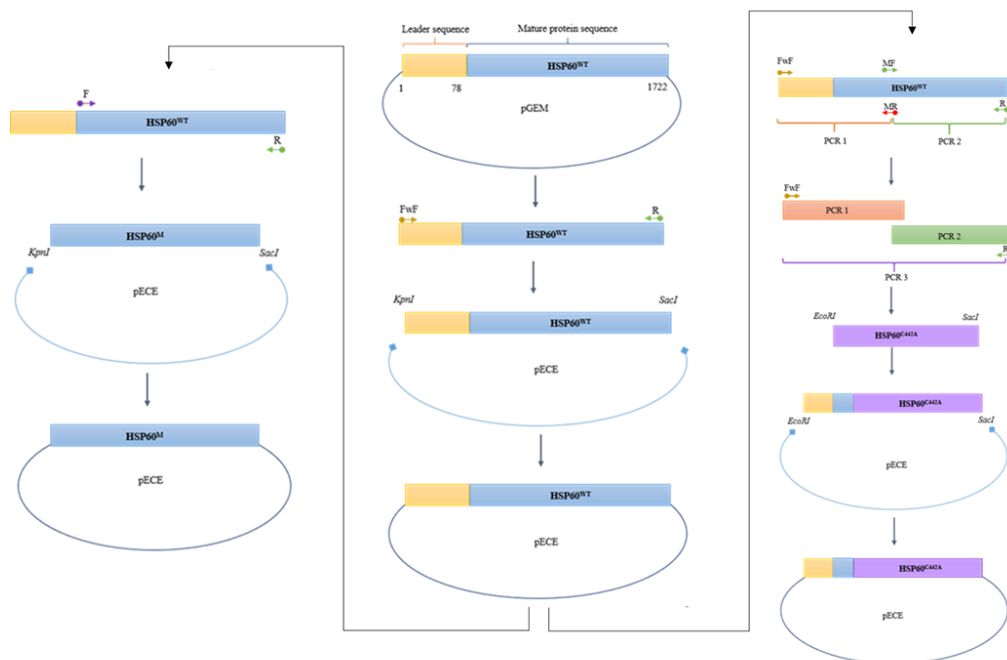 F
HSP60ᵂᵀ
R
HSP60ᴹ
KpnI
SacI
pECE
HSP60ᴹ
pECE
Leader sequence
Mature protein sequence
HSP60ᵂᵀ
1
78
1722
pGEM
FwF
R
HSP60ᵂᵀ
KpnI
SacI
HSP60ᵂᵀ
pECE
HSP60ᵂᵀ
pECE
FwF
MF
HSP60ᵂᵀ
MR
R
PCR 1
PCR 2
FwF
PCR 1
PCR 2
R
PCR 3
EcoRI
SacI
HSP60ᶜ⁴⁴²ᴬ
HSP60ᶜ⁴⁴²ᴬ
EcoRI
SacI
pECE
HSP60ᶜ⁴⁴²ᴬ
pECE